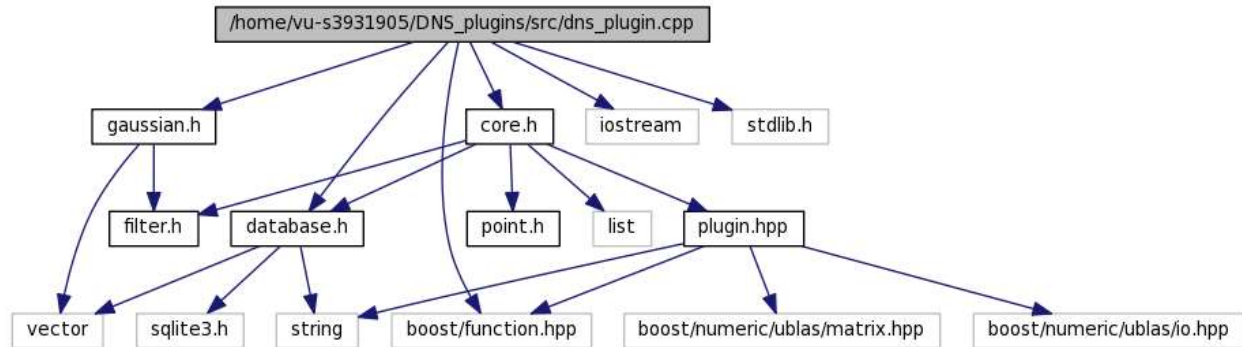 /home/vu-s3931905/DNS_plugins/src/dns_plugin.cpp
gaussian.h
core.h
iostream
stdlib.h
filter.h
database.h
point.h
list
plugin.hpp
vector
sqlite3.h
string
boost/function.hpp
boost/numeric/ublas/matrix.hpp
boost/numeric/ublas/io.hpp